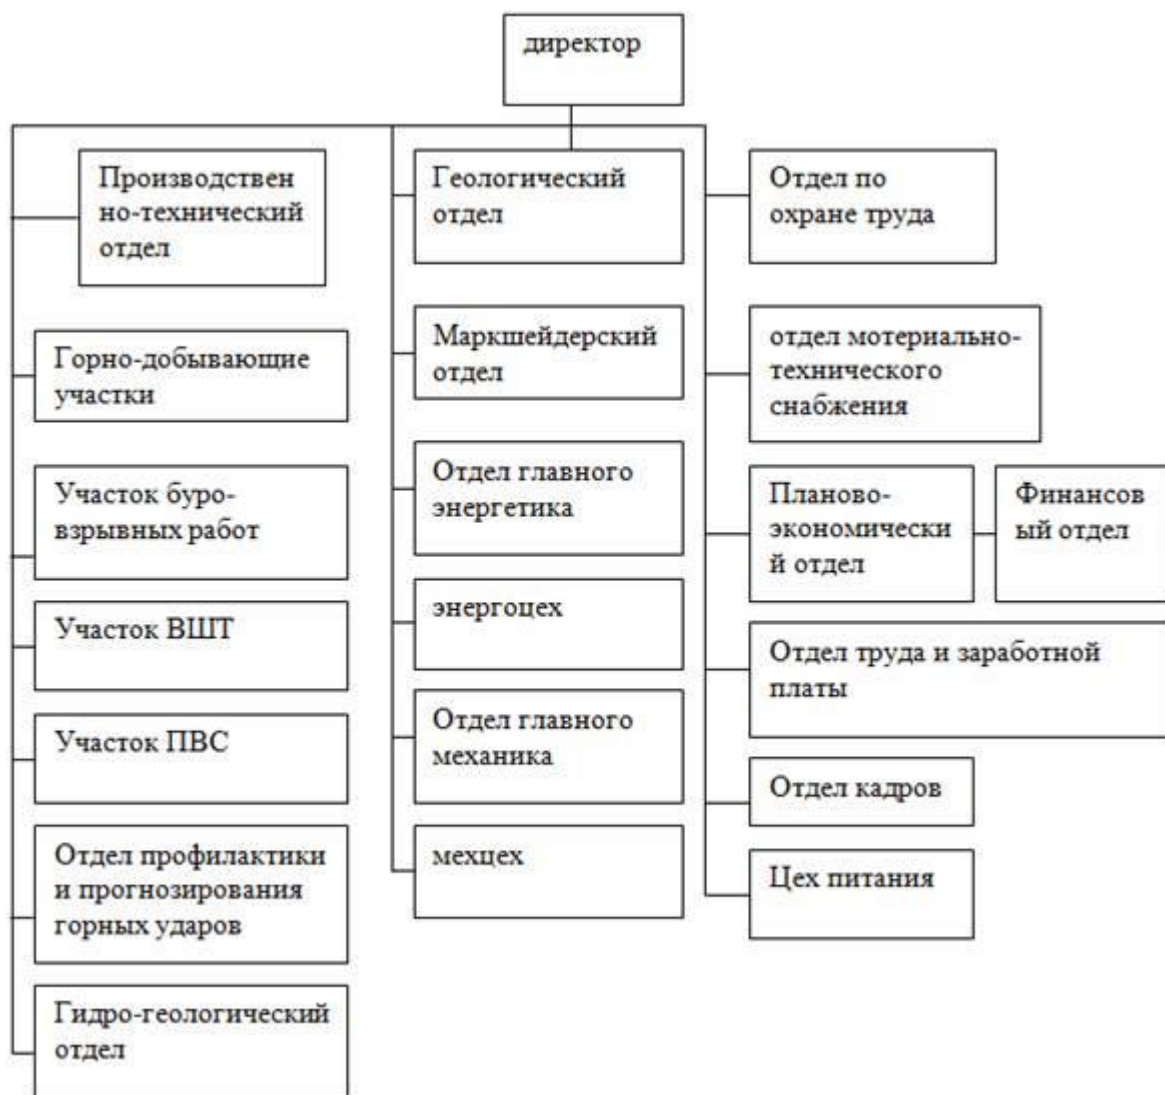 директор
Производствен
но-технический
отдел
Горно-добывающие
участки
Участок буро-
взрывных работ
Участок ВШТ
Участок ПВС
Отдел профилактики
и прогнозирования
горных ударов
Гидро-геологический
отдел
Геологический
отдел
Маркшейдерский
отдел
Отдел главного
энергетика
энергоцех
Отдел главного
механика
мехцех
Отдел по
охране труда
отдел мотериально-
технического
снабжения
Планово-
экономически
й отдел
Финансов
ый отдел
Отдел труда и заработной
платы
Отдел кадров
Цех питания